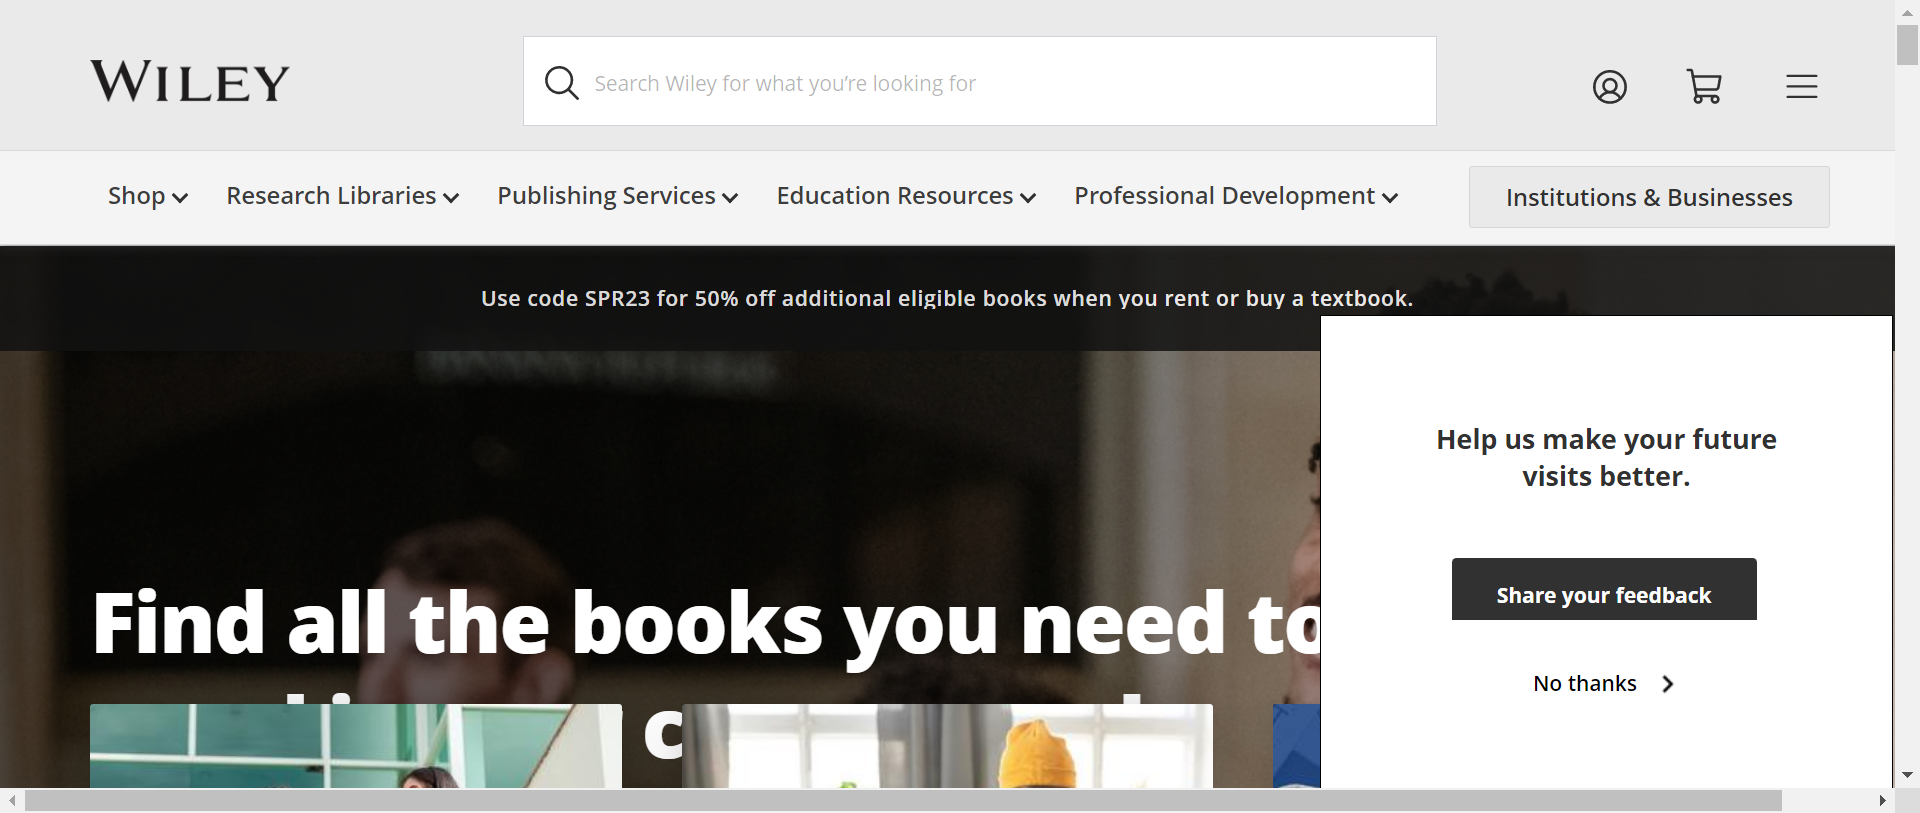 WILEY
Search Wiley for what you’re looking for
Shop
Research Libraries
Publishing Services
Education Resources
Professional Development
Institutions & Businesses
Use code SPR23 for 50% off additional eligible books when you rent or buy a textbook.
Help us make your future
visits better.
Share your feedback
No thanks
Find all the books you need to